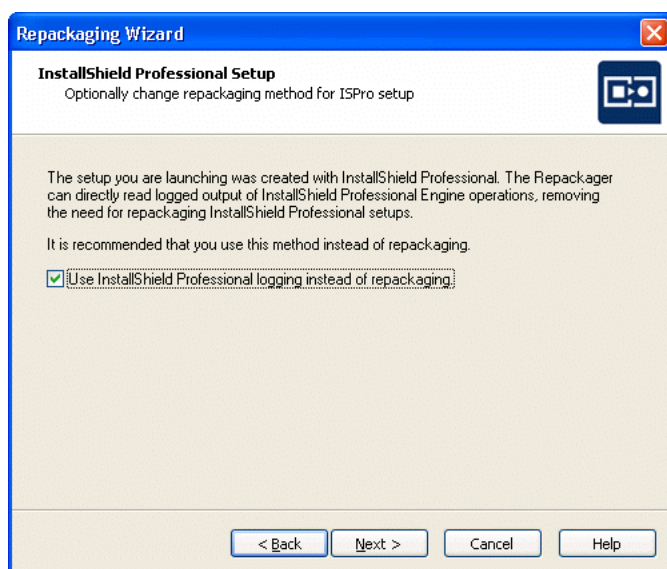 Repackaging Wizard
InstallShield Professional Setup
Optionally change repackaging method for ISPro setup
The setup you are launching was created with InstallShield Professional. The Repackager
can directly read logged output of InstallShield Professional Engine operations, removing
the need for repackaging InstallShield Professional setups.
It is recommended that you use this method instead of repackaging.
Use InstallShield Professional logging instead of repackaging.
< Back
Next >
Cancel
Help